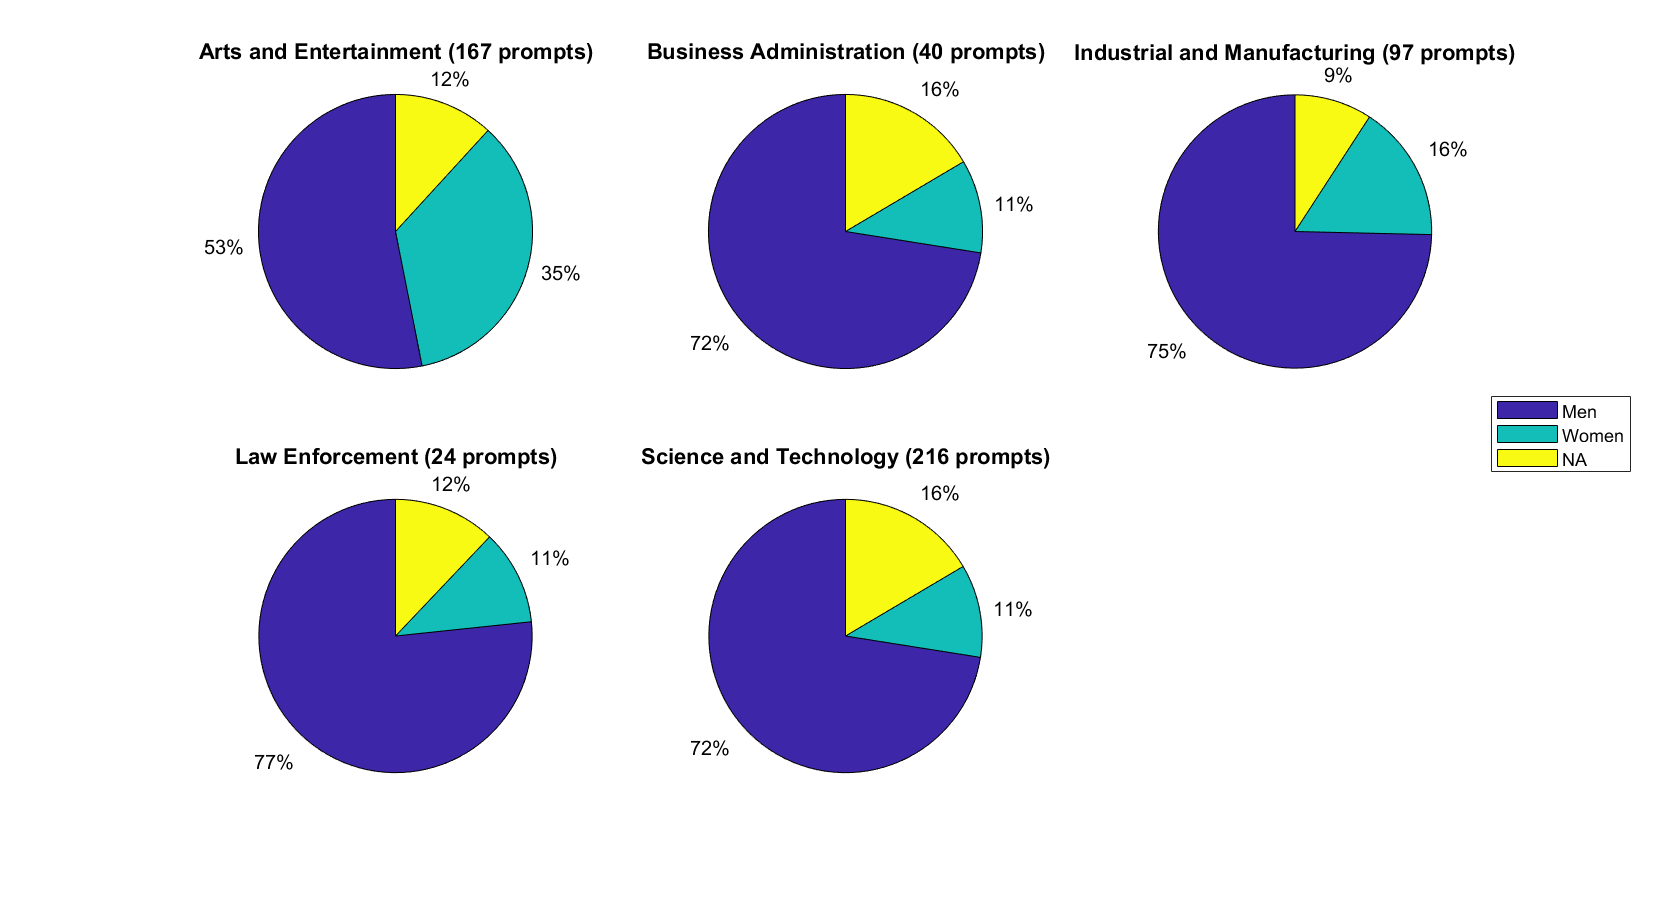 Arts and Entertainment (167 prompts)
12%
35%
53%
Business Administration (40 prompts)
16%
11%
72%
Industrial and Manufacturing (97 prompts)
9%
16%
75%
Men
Women
NA
Law Enforcement (24 prompts)
12%
11%
77%
Science and Technology (216 prompts)
16%
11%
72%